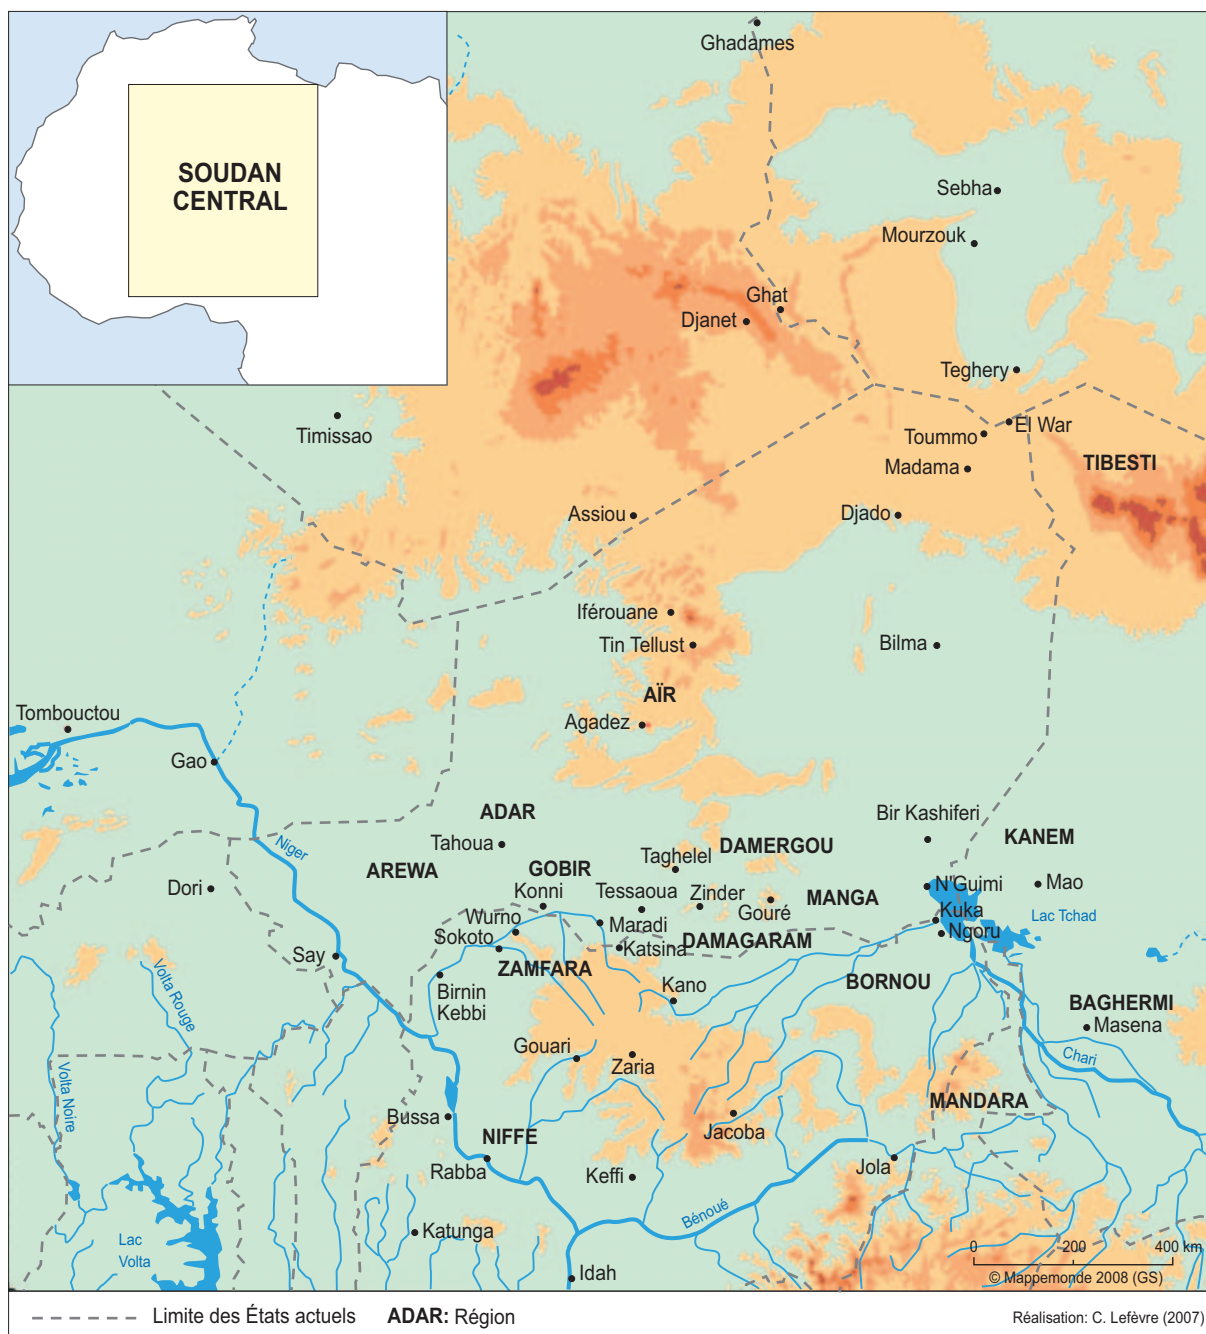 SOUDAN
CENTRAL
Ghadames
Sebha
Mourzouk
Ghat
Djanet
Teghery
Timissao
El War
Toummo
TIBESTI
Madama
Assiou
Djado
Iférouane
Tin Tellust
Bilma
AÏR
Agadez
Tombouctou
Gao
ADAR
Bir Kashiferi
KANEM
Niger
Tahoua
DAMERGOU
AREWA
GOBIR
Taghelel
Dori
Konni
Tessaoua
Zinder
Gouré
MANGA
N'Guimi
Mao
Wurno
Maradi
Kuka
Lac Tchad
Sokoto
Katsina
DAMAGARAM
Ngoru
Say
ZAMFARA
Volta Rouge
Birnin
Kebbi
Kano
BORNOU
BAGHERMI
Masena
Gouari
Zaria
Chari
Volta Noire
Bussa
Jacoba
MANDARA
NIFFE
Rabba
Keffi
Jola
Bénoué
Katunga
Lac
Volta
Idah
0 200 400 km
© Mappemonde 2008 (GS)
Limite des États actuels ADAR: Région
Réalisation: C. Lefèvre (2007)